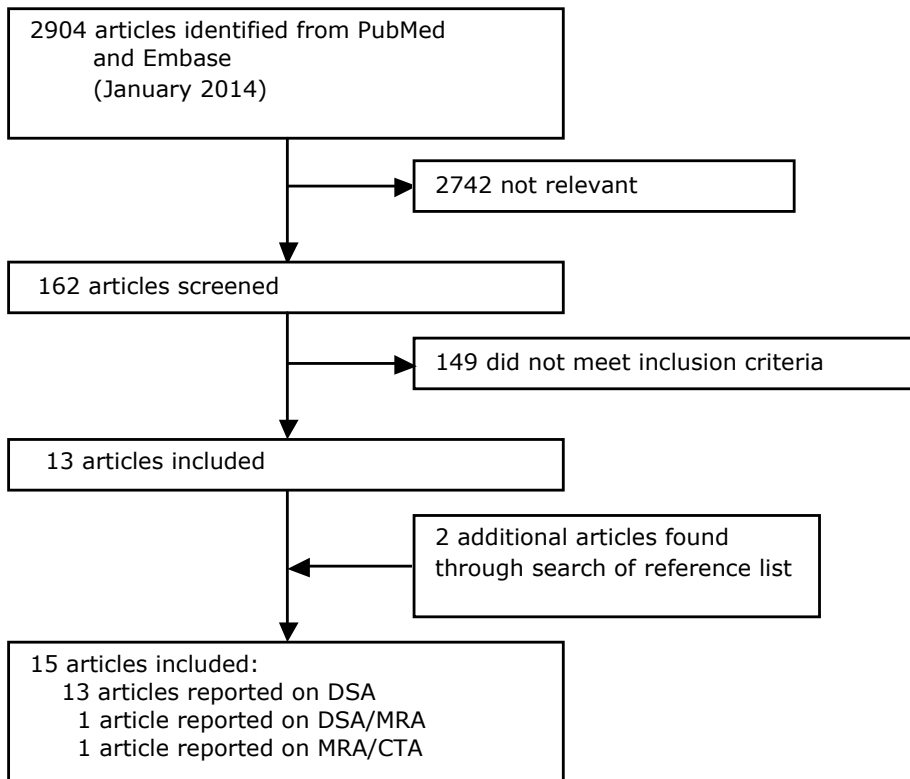 2904 articles identified from PubMed
and Embase
(January 2014)
2742 not relevant
162 articles screened
149 did not meet inclusion criteria
13 articles included
2 additional articles found
through search of reference list
15 articles included:
13 articles reported on DSA
1 article reported on DSA/MRA
1 article reported on MRA/CTA